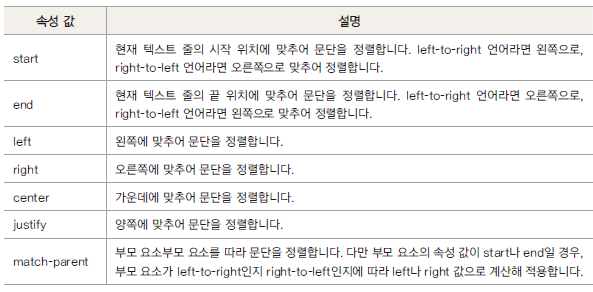 속성 값 설명
start 현재 텍스트 줄의 시작 위치에 맞추어 문단을 정렬합니다. left-to-right 언어라면 왼쪽으로,
right-to-left 언어라면 오른쪽으로 맞추어 정렬합니다.
end 현재 텍스트 줄의 끝 위치에 맞추어 문단을 정렬합니다. left-to-right 언어라면 오른쪽으로,
right-to-left 언어라면 왼쪽으로 맞추어 정렬합니다.
left 왼쪽에 맞추어 문단을 정렬합니다.
right 오른쪽에 맞추어 문단을 정렬합니다.
center 가운데에 맞추어 문단을 정렬합니다.
justify 양쪽에 맞추어 문단을 정렬합니다.
match-parent 부모 요소부모 요소를 따라 문단을 정렬합니다. 다만 부모 요소의 속성 값이 start나 end일 경우,
부모 요소가 left-to-right인지 right-to-left인지에 따라 left나 right 값으로 계산해 적용합니다.